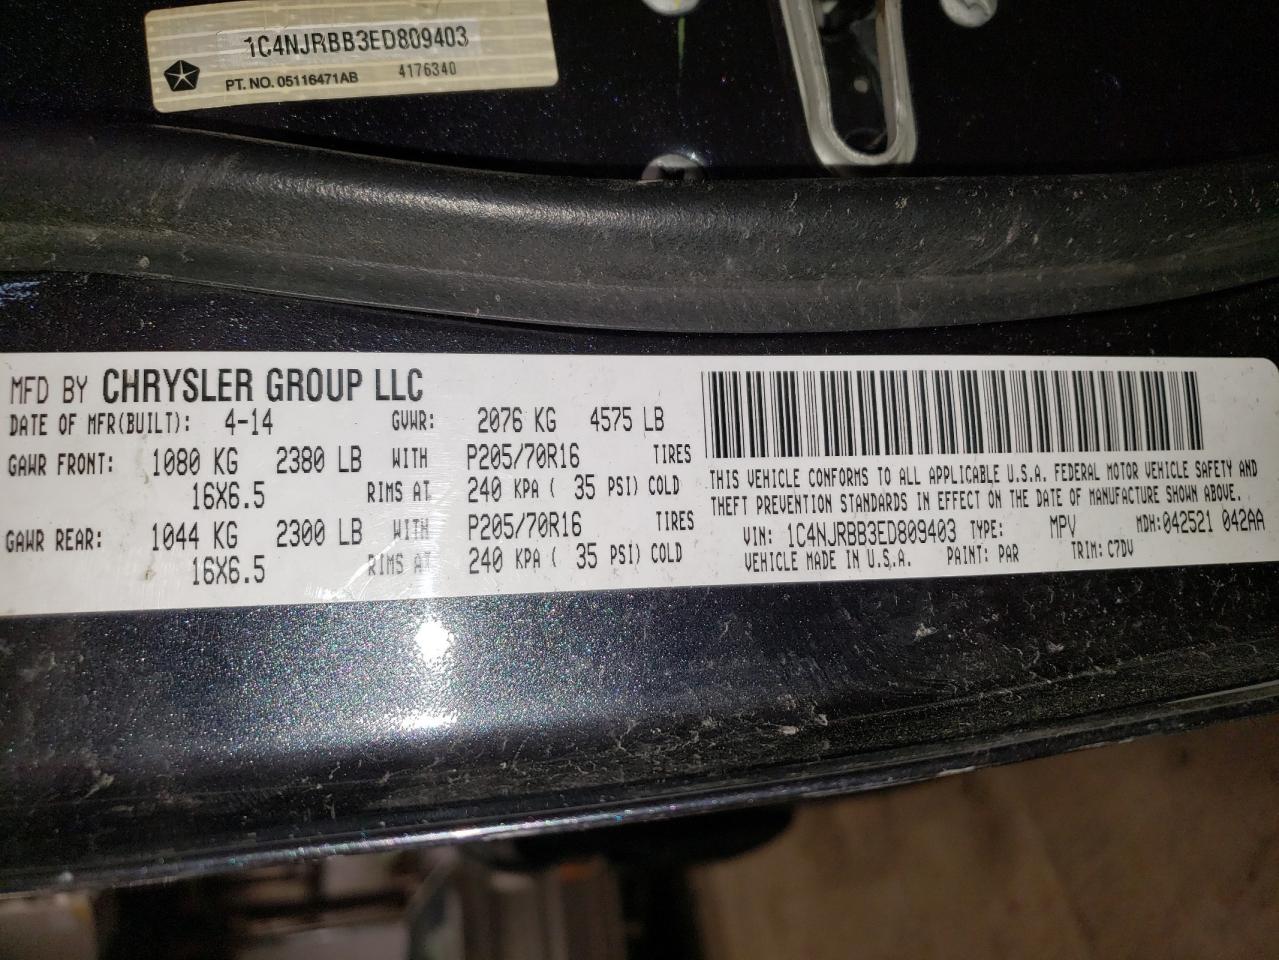 1C4NJRBB3ED809403
PT. NO. 05116471AB 4176340
MFD BY CHRYSLER GROUP LLC
DATE OF MFR(BUILT): 4-14 GVWR: 2076 KG 4575 LB
GAWR FRONT: 1080 KG 2380 LB WITH P205/70R16 TIRES
16X6.5 RIMS AT 240 KPA ( 35 PSI) COLD
GAWR REAR: 1044 KG 2300 LB WITH P205/70R16 TIRES
16X6.5 RIMS AT 240 KPA ( 35 PSI) COLD
THIS VEHICLE CONFORMS TO ALL APPLICABLE U.S.A. FEDERAL MOTOR VEHICLE SAFETY AND
THEFT PREVENTION STANDARDS IN EFFECT ON THE DATE OF MANUFACTURE SHOWN ABOVE.
VIN: 1C4NJRBB3ED809403 TYPE: MPV MDH:042521 042AA
VEHICLE MADE IN U.S.A. PAINT: PAR TRIM: C7DV